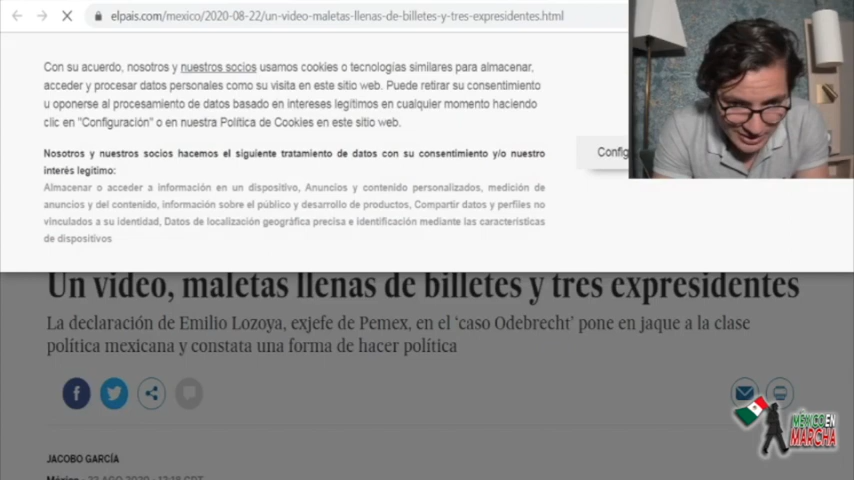 elpais.com/mexico/2020-08-22/un-video-maletas-llenas-de-billetes-y-tres-expresidentes.html
Con su acuerdo, nosotros y nuestros socios usamos cookies o tecnologías similares para almacenar,
acceder y procesar datos personales como su visita en este sitio web. Puede retirar su consentimiento
u oponerse al procesamiento de datos basado en intereses legítimos en cualquier momento haciendo
clic en "Configuración" o en nuestra Política de Cookies en este sitio web.
Nosotros y nuestros socios hacemos el siguiente tratamiento de datos con su consentimiento y/o nuestro
interés legítimo:
Almacenar o acceder a información en un dispositivo, Anuncios y contenido personalizados, medición de
anuncios y del contenido, información sobre el público y desarrollo de productos, Compartir datos y perfiles no
vinculados a su identidad, Datos de localización geográfica precisa e identificación mediante las características
de dispositivos
Config
Un video, maletas llenas de billetes y tres expresidentes
La declaración de Emilio Lozoya, exjefe de Pemex, en el 'caso Odebrecht' pone en jaque a la clase
política mexicana y constata una forma de hacer política
JACOBO GARCÍA
México - 22 AGO 2020 - 12:18 CDT
MÉXICO EN
MARCHA